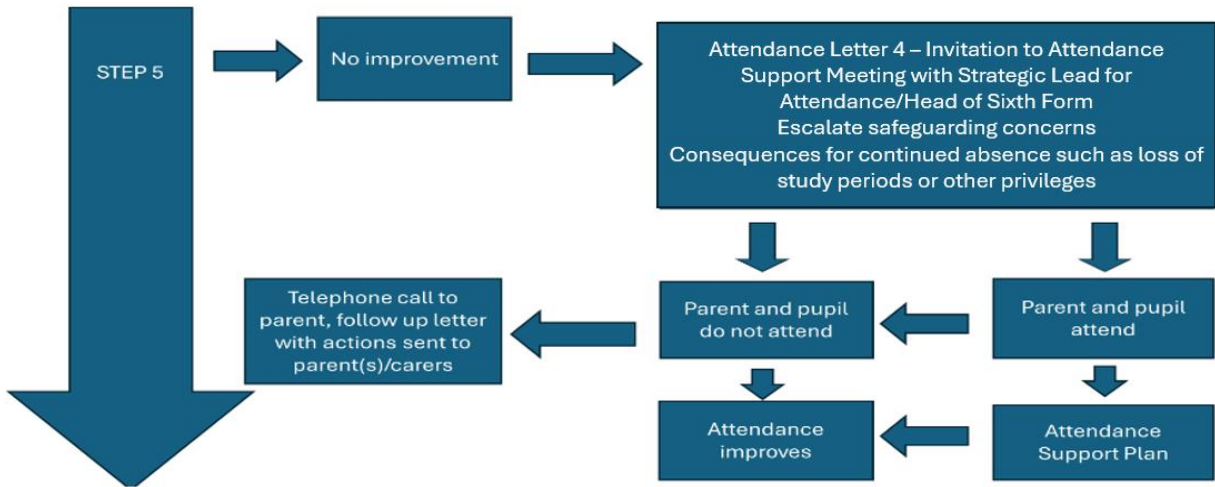 STEP 5
No improvement
Attendance Letter 4 – Invitation to Attendance
Support Meeting with Strategic Lead for
Attendance/Head of Sixth Form
Escalate safeguarding concerns
Consequences for continued absence such as loss of
study periods or other privileges
Telephone call to
parent, follow up letter
with actions sent to
parent(s)/carers
Parent and pupil
do not attend
Parent and pupil
attend
Attendance
improves
Attendance
Support Plan